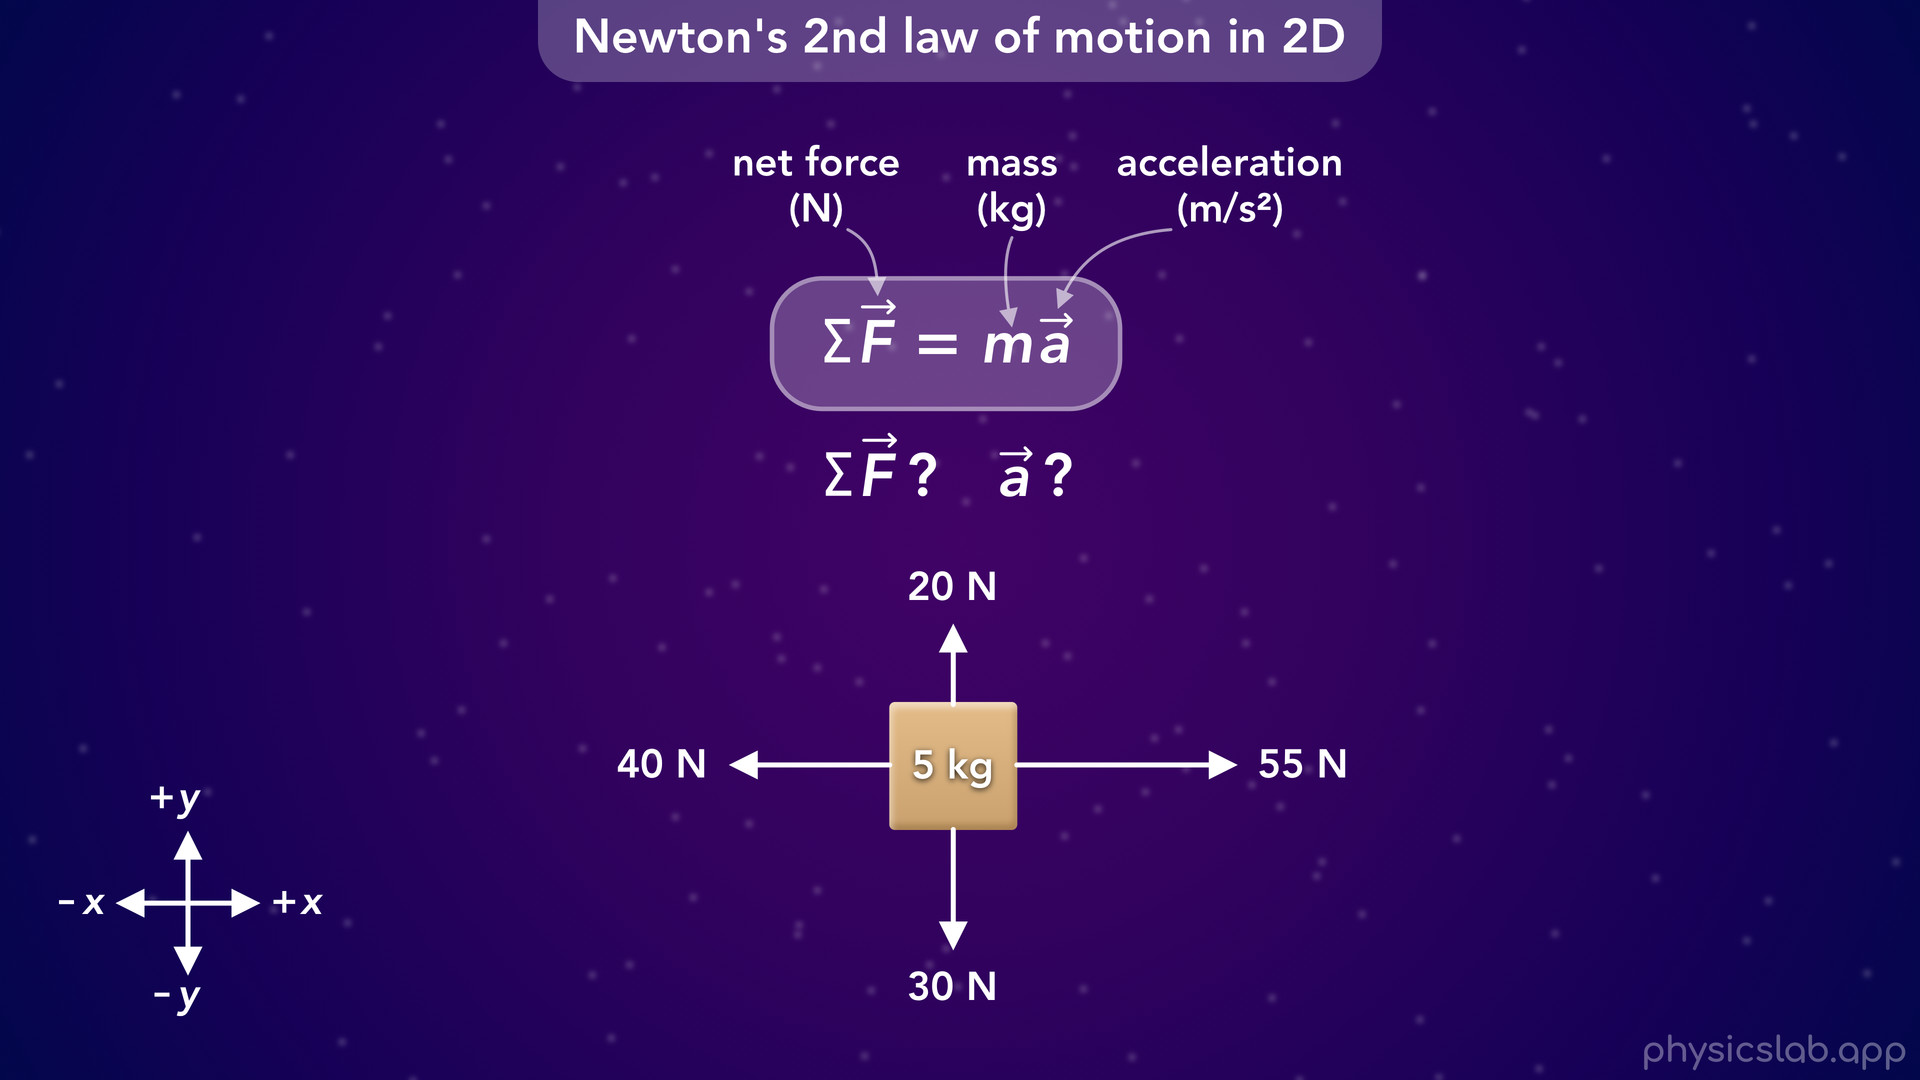 Newton's 2nd law of motion in 2D
net force mass acceleration
(N) (kg) (m/s²)
ΣF⃗ = ma⃗
ΣF⃗ ? a⃗ ?
20 N
40 N 5 kg 55 N
30 N
+y
–x +x
–y
physicslab.app